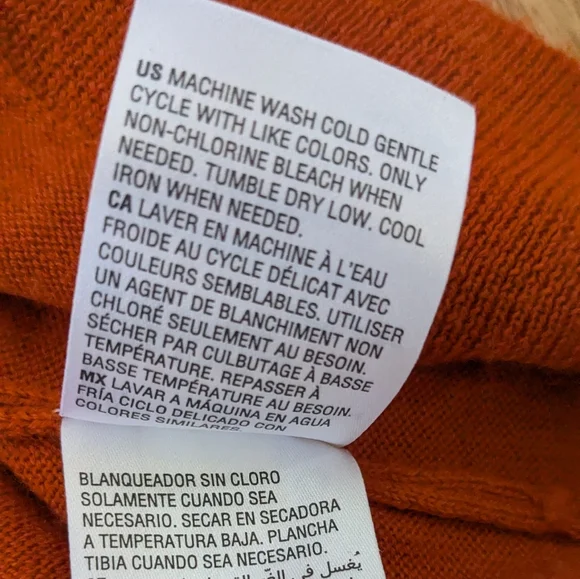 US MACHINE WASH COLD GENTLE
CYCLE WITH LIKE COLORS. ONLY
NON-CHLORINE BLEACH WHEN
NEEDED. TUMBLE DRY LOW. COOL
IRON WHEN NEEDED.
CA LAVER EN MACHINE À L'EAU
FROIDE AU CYCLE DÉLICAT AVEC
COULEURS SEMBLABLES. UTILISER
UN AGENT DE BLANCHIMENT NON
CHLORÉ SEULEMENT AU BESOIN.
SÉCHER PAR CULBUTAGE À BASSE
TEMPÉRATURE. REPASSER À
BASSE TEMPÉRATURE AU BESOIN.
MX LAVAR A MÁQUINA EN AGUA
FRÍA CICLO DELICADO CON
COLORES SIMILARES.
BLANQUEADOR SIN CLORO
SOLAMENTE CUANDO SEA
NECESARIO. SECAR EN SECADORA
A TEMPERATURA BAJA. PLANCHA
TIBIA CUANDO SEA NECESARIO.
يُغسل في